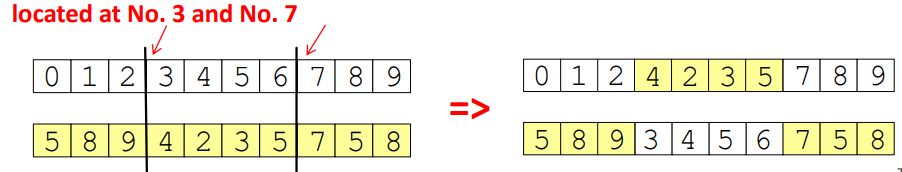 located at No. 3 and No. 7
0 1 2 3 4 5 6 7 8 9
5 8 9 4 2 3 5 7 5 8
=>
0 1 2 4 2 3 5 7 8 9
5 8 9 3 4 5 6 7 5 8